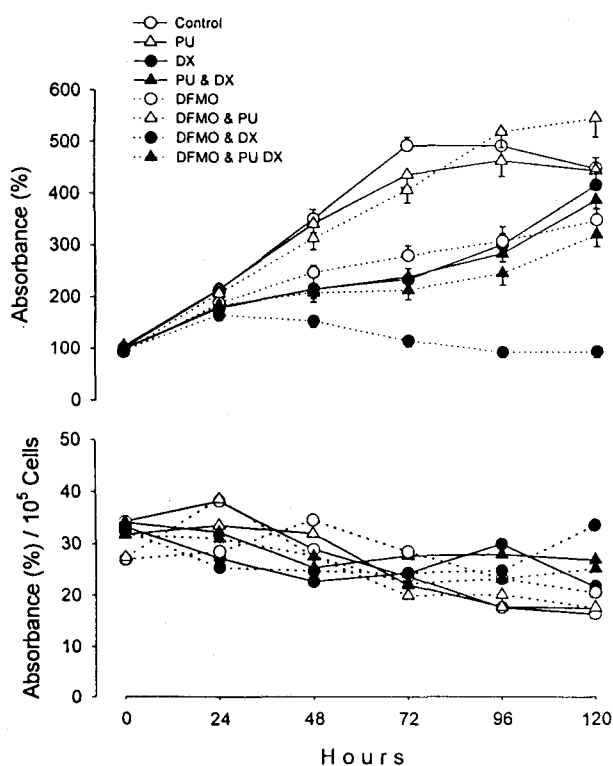 Control
PU
DX
PU & DX
DFMO
DFMO & PU
DFMO & DX
DFMO & PU DX
Absorbance (%)
600
500
400
300
200
100
0
Absorbance (%) / 10⁵ Cells
50
40
30
20
10
0
0 24 48 72 96 120
Hours